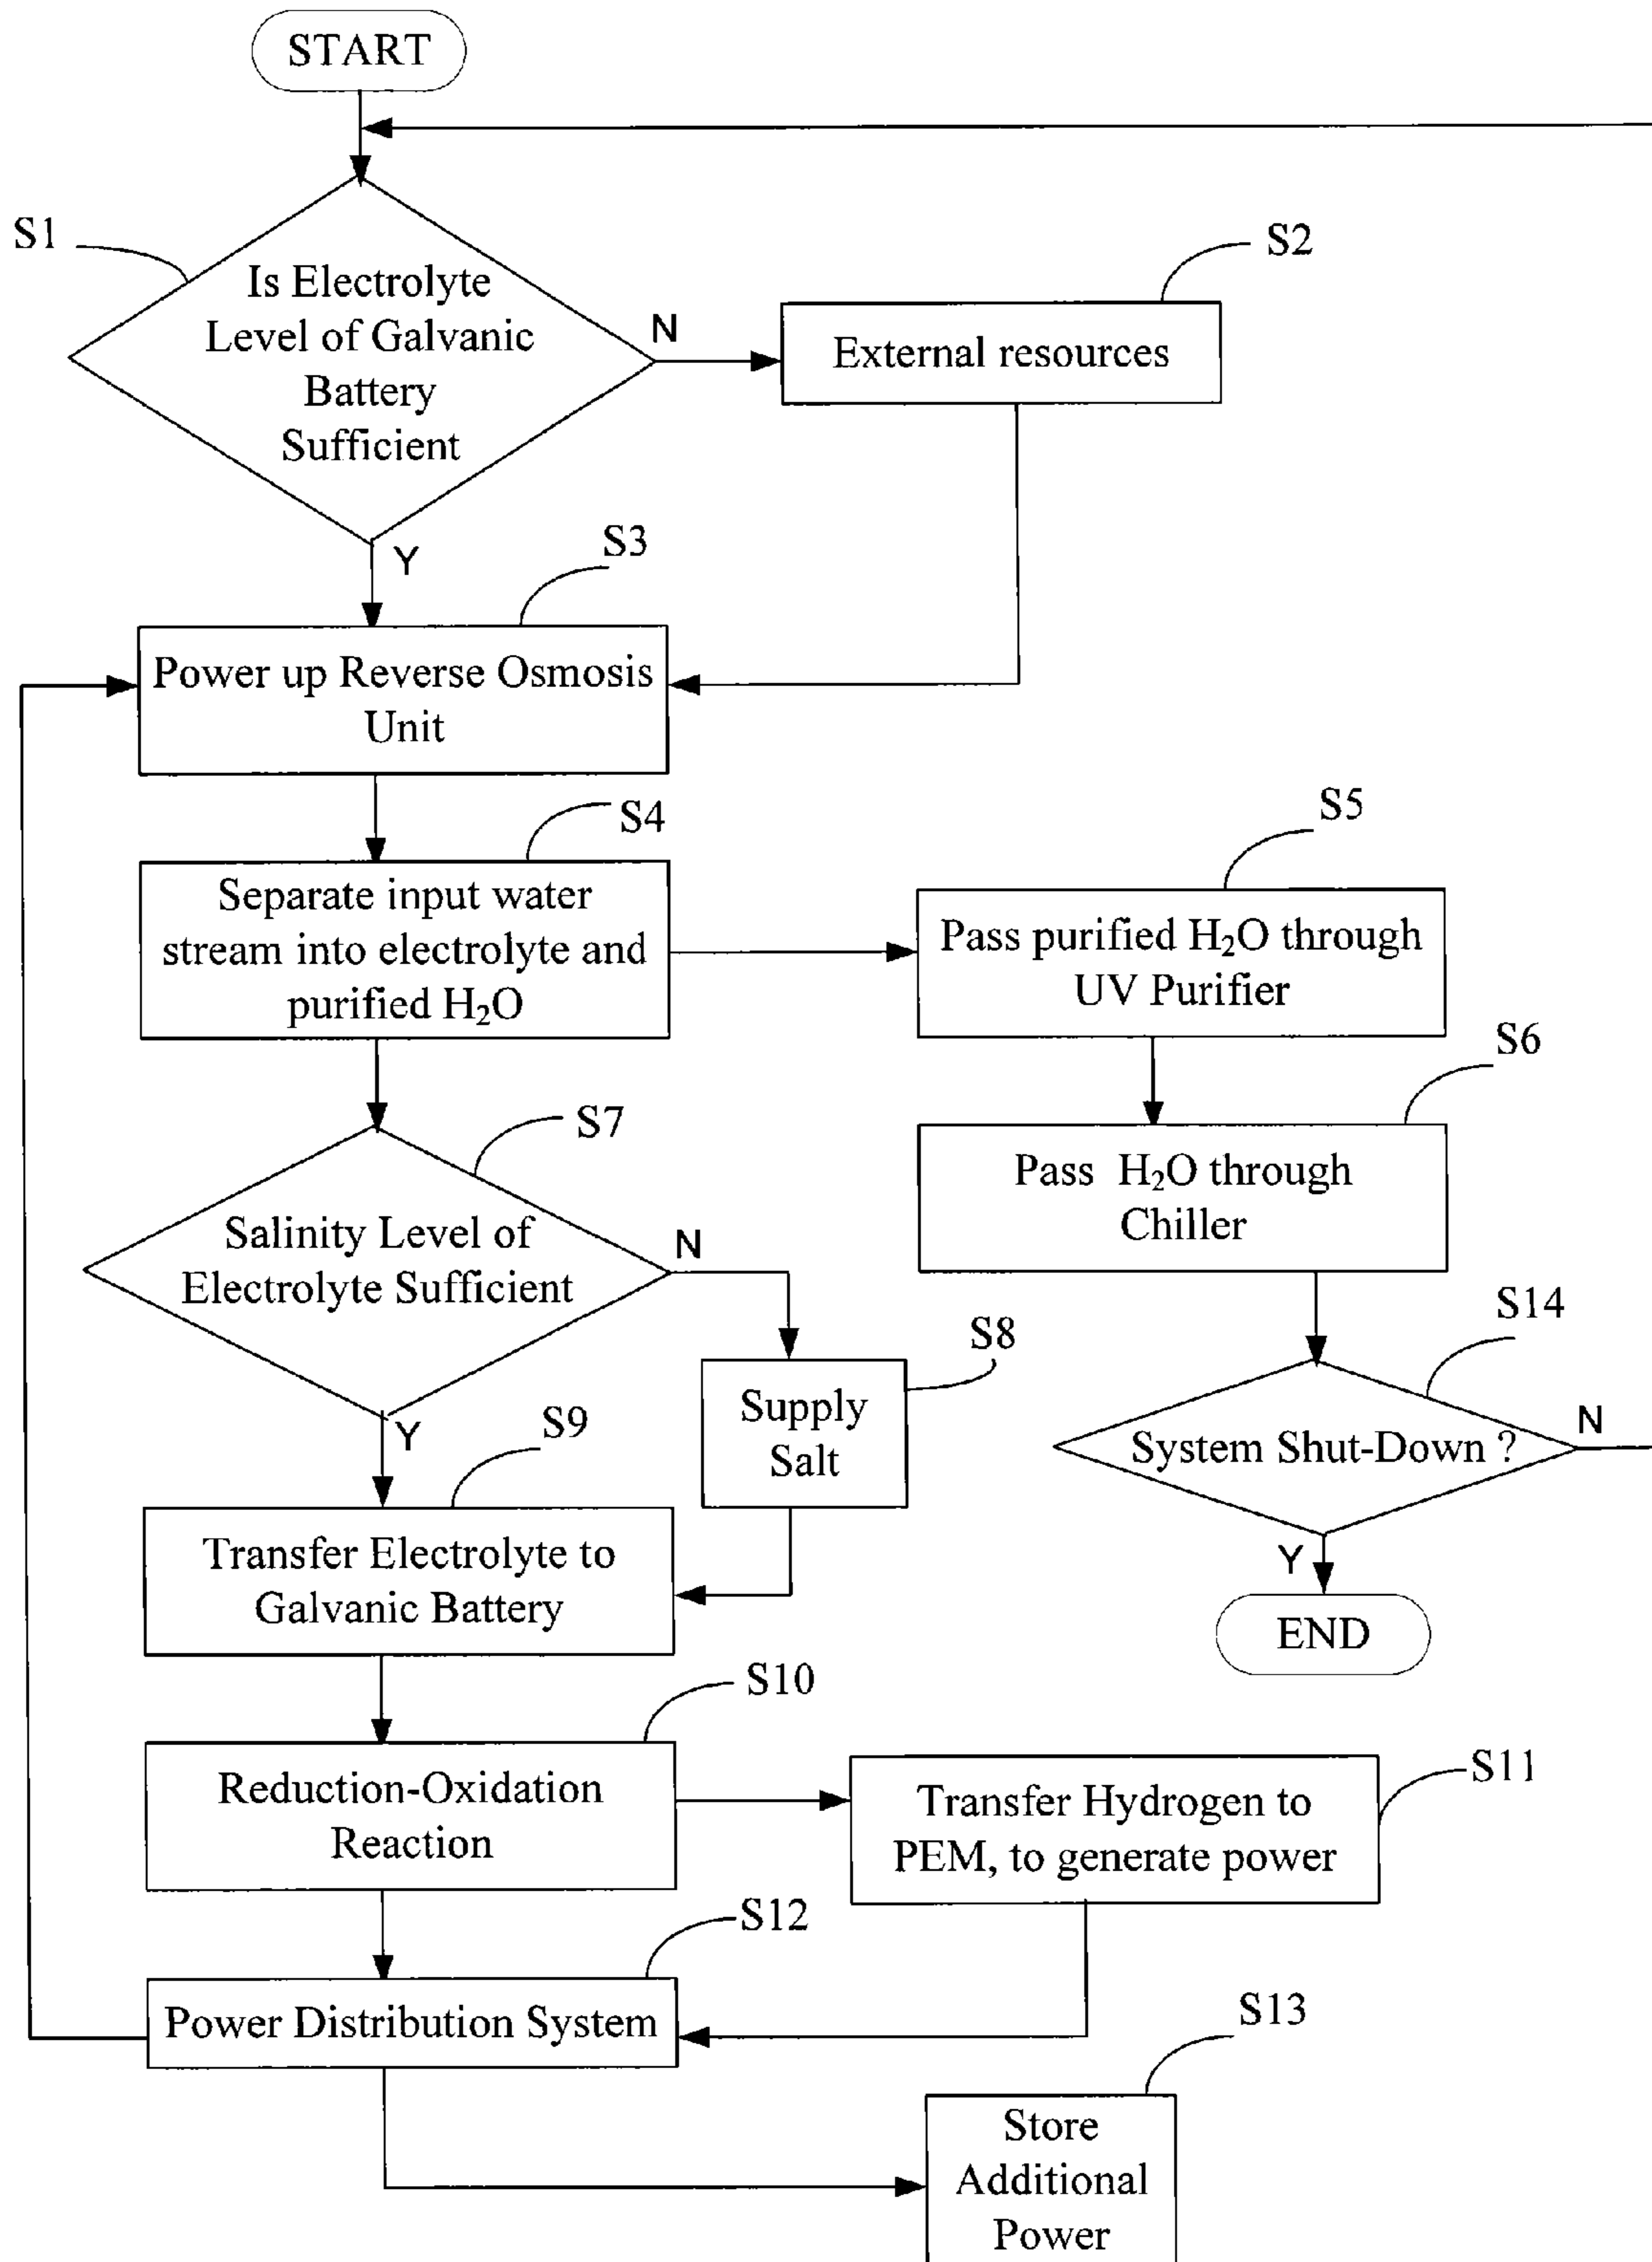 START
S1
Is Electrolyte
Level of Galvanic
Battery
Sufficient
N
S2
External resources
Y
S3
Power up Reverse Osmosis
Unit
S4
Separate input water
stream into electrolyte and
purified H₂O
S5
Pass purified H₂O through
UV Purifier
S6
Pass H₂O through
Chiller
S7
Salinity Level of
Electrolyte Sufficient
N
S8
Supply
Salt
Y
S9
Transfer Electrolyte to
Galvanic Battery
S14
System Shut-Down ?
N
Y
END
S10
Reduction-Oxidation
Reaction
S11
Transfer Hydrogen to
PEM, to generate power
S12
Power Distribution System
S13
Store
Additional
Power